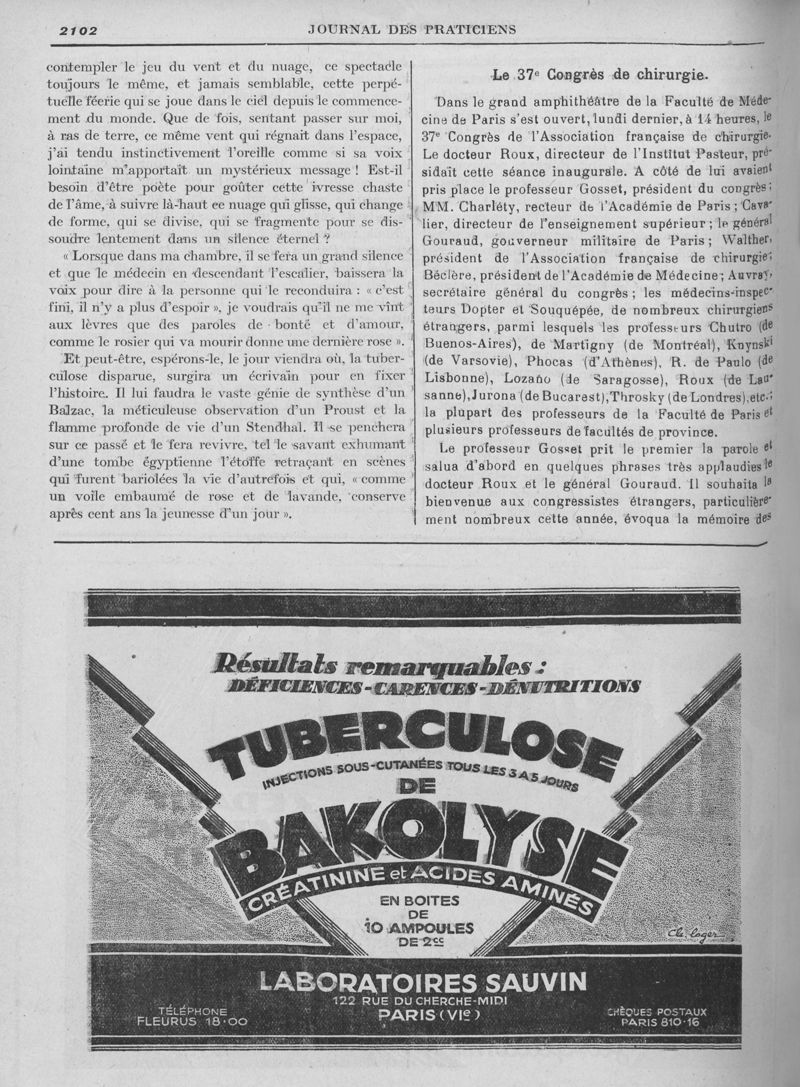 2102
JOURNAL DES PRATICIENS
contempler le jeu du vent et du nuage, ce spectacle
toujours le même, et jamais semblable, cette perpé-
tuelle féerie qui se joue dans le ciel depuis le commence-
ment du monde. Que de fois, sentant passer sur moi,
à ras de terre, ce même vent qui régnait dans l'espace,
j'ai tendu instinctivement l'oreille comme si sa voix
lointaine m'apportait un mystérieux message ! Est-il
besoin d'être poète pour goûter cette ivresse chaste
de l'âme, à suivre là-haut ce nuage qui glisse, qui change
de forme, qui se divise, qui se fragmente pour se dis-
soudre lentement dans un silence éternel ?
« Lorsque dans ma chambre, il se fera un grand silence
et que le médecin en descendant l'escalier, baissera la
voix pour dire à la personne qui le reconduira : « c'est
fini, il n'y a plus d'espoir », je voudrais qu'il ne me vînt
aux lèvres que des paroles de bonté et d'amour,
comme le rosier qui va mourir donne une dernière rose ».
Et peut-être, espérons-le, le jour viendra où, la tuber-
culose disparue, surgira un écrivain pour en fixer
l'histoire. Il lui faudra le vaste génie de synthèse d'un
Balzac, la méticuleuse observation d'un Proust et la
flamme profonde de vie d'un Stendhal. Il se penchera
sur ce passé et le fera revivre, tel le savant exhumant
d'une tombe égyptienne l'étoffe retraçant en scènes
qui furent bariolées la vie d'autrefois et qui, « comme
un voile embaumé de rose et de lavande, conserve
après cent ans la jeunesse d'un jour ».
Le 37e Congrès de chirurgie.
Dans le grand amphithéâtre de la Faculté de Méde-
cine de Paris s'est ouvert, lundi dernier, à 14 heures, le
37e Congrès de l'Association française de chirurgie.
Le docteur Roux, directeur de l'Institut Pasteur, pré-
sidait cette séance inaugurale. A côté de lui avaient
pris place le professeur Gosset, président du congrès ;
MM. Charléty, recteur de l'Académie de Paris ; Cava-
lier, directeur de l'enseignement supérieur ; le général
Gouraud, gouverneur militaire de Paris ; Walther,
président de l'Association française de chirurgie ;
Béclère, président de l'Académie de Médecine ; Auvray,
secrétaire général du congrès ; les médecins-inspec-
teurs Dopter et Souquépée, de nombreux chirurgiens
étrangers, parmi lesquels les professeurs Chutro (de
Buenos-Aires), de Martigny (de Montréal), Knynski
(de Varsovie), Phocas (d'Athènes), R. de Paulo (de
Lisbonne), Lozaño (de Saragosse), Roux (de Lau-
sanne), Jurona (de Bucarest), Throsky (de Londres), etc. ;
la plupart des professeurs de la Faculté de Paris et
plusieurs professeurs de facultés de province.
Le professeur Gosset prit le premier la parole et
salua d'abord en quelques phrases très applaudies le
docteur Roux et le général Gouraud. Il souhaita la
bienvenue aux congressistes étrangers, particulière-
ment nombreux cette année, évoqua la mémoire des
Résultats remarquables :
DÉFICIENCES - CARENCES - DÉNUTRITIONS
TUBERCULOSE
INJECTIONS SOUS-CUTANÉES TOUS LES 3 A 5 JOURS
DE
BAKOLYSE
CRÉATININE et ACIDES AMINÉS
EN BOITES
DE
10 AMPOULES
DE 2cc
Ch. Loger
LABORATOIRES SAUVIN
122 RUE DU CHERCHE-MIDI
PARIS (VIe)
TÉLÉPHONE
FLEURUS 18·00
CHÈQUES POSTAUX
PARIS 810·16